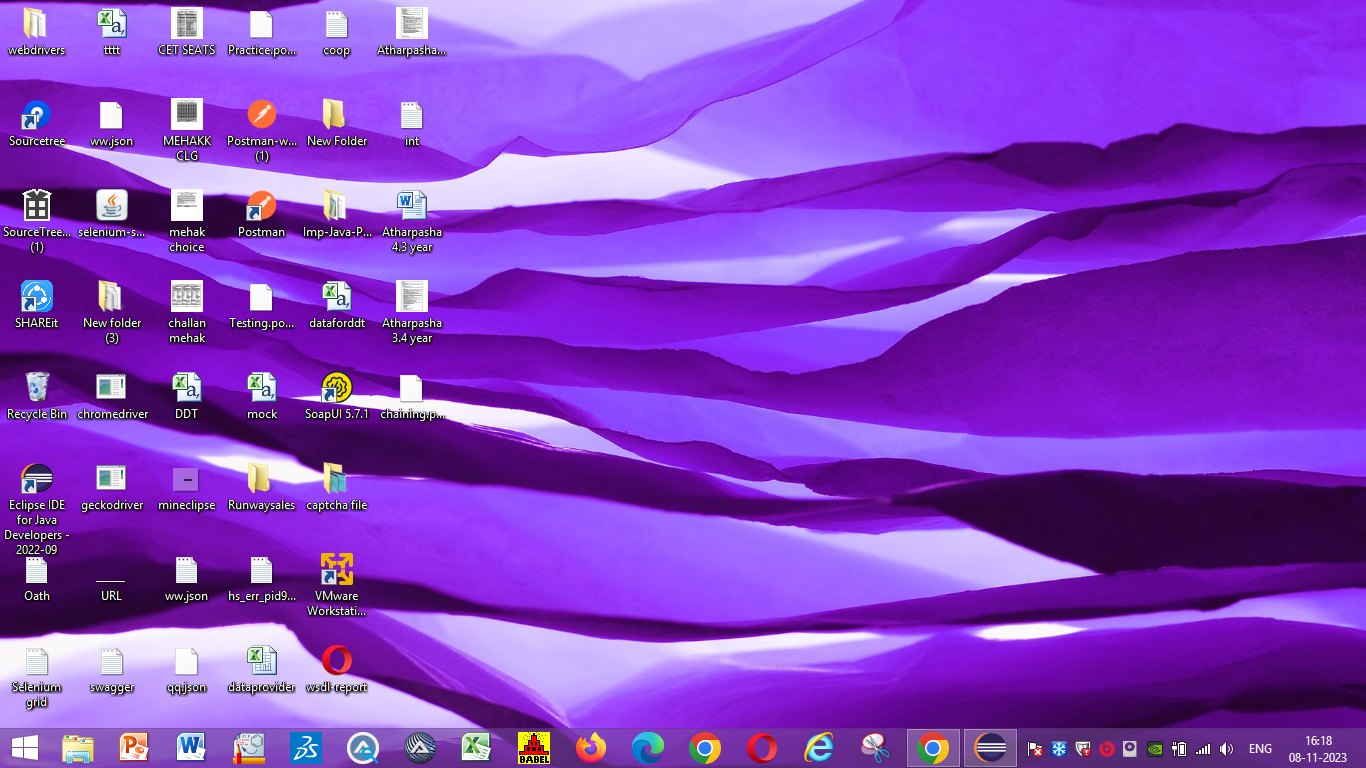 webdrivers
tttt
CET SEATS
Practice.po...
coop
Atharpasha...
Sourcetree
ww.json
MEHAKK
CLG
Postman-w...
(1)
New Folder
int
SourceTree...
(1)
selenium-s...
mehak
choice
Postman
Imp-Java-P...
Atharpasha
4.3 year
SHAREit
New folder
(3)
challan
mehak
Testing.po...
dataforddt
Atharpasha
3.4 year
Recycle Bin
chromedriver
DDT
mock
SoapUI 5.7.1
chaining.p...
Eclipse IDE
for Java
Developers -
2022-09
geckodriver
mineclipse
Runwaysales
captcha file
Oath
URL
ww.json
hs_err_pid9...
VMware
Workstati...
Selenium
grid
swagger
qq.json
dataprovider
wsdl-report
BABEL
ENG
16:18
08-11-2023